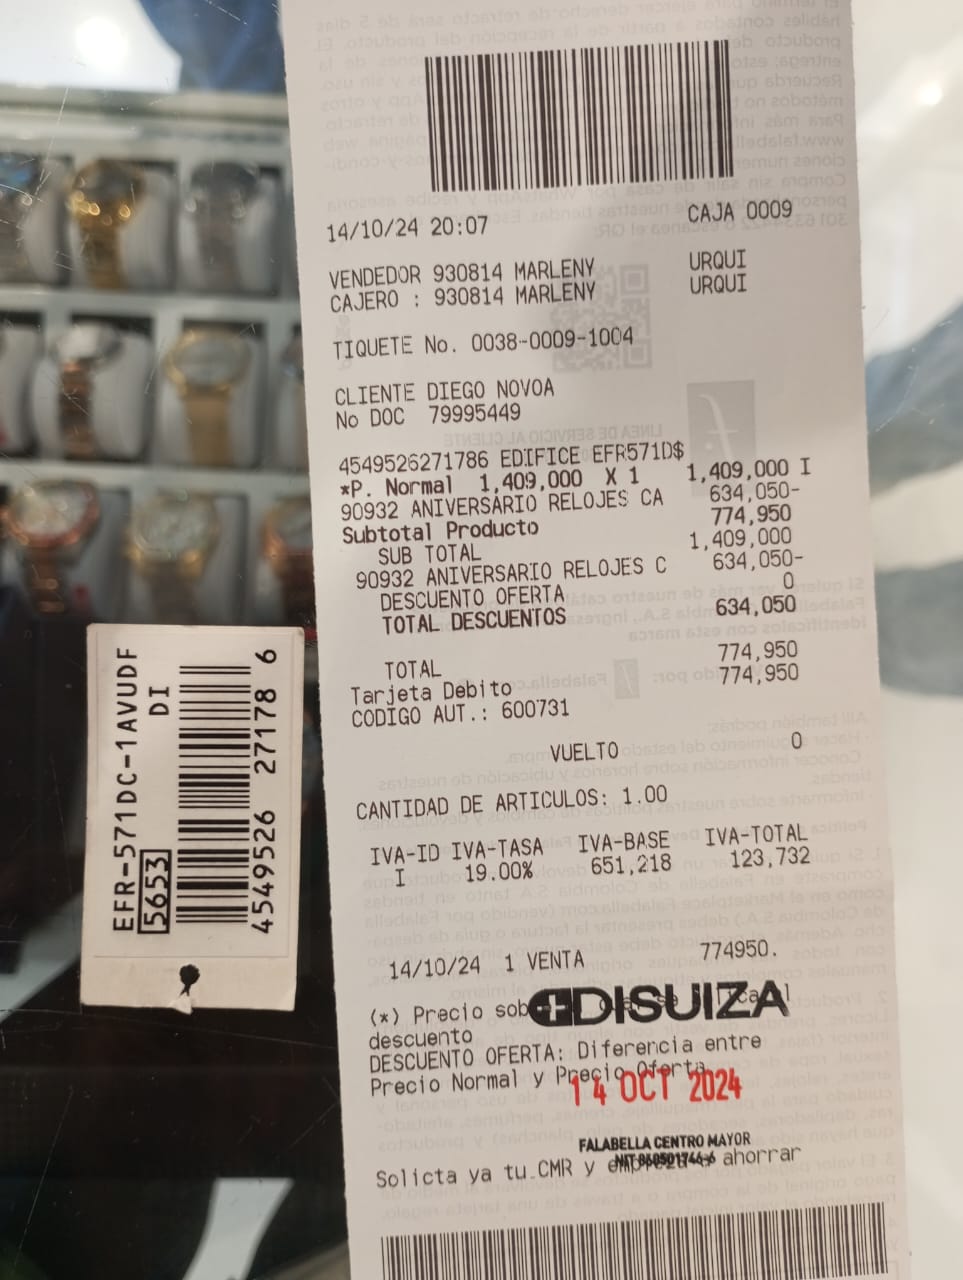 14/10/24 20:07 CAJA 0009
VENDEDOR 930814 MARLENY URQUI
CAJERO : 930814 MARLENY URQUI
TIQUETE No. 0038-0009-1004
CLIENTE DIEGO NOVOA
No DOC 79995449
4549526271786 EDIFICE EFR571D$
*P. Normal 1,409,000 X 1 1,409,000 I
90932 ANIVERSARIO RELOJES CA 634,050-
Subtotal Producto 774,950
SUB TOTAL 1,409,000
90932 ANIVERSARIO RELOJES C 634,050-
DESCUENTO OFERTA 0
TOTAL DESCUENTOS 634,050
TOTAL 774,950
Tarjeta Debito 774,950
CODIGO AUT.: 600731
VUELTO 0
CANTIDAD DE ARTICULOS: 1.00
IVA-ID IVA-TASA IVA-BASE IVA-TOTAL
I 19.00% 651,218 123,732
14/10/24 1 VENTA 774950.
(*) Precio
DISUIZA
descuento
DESCUENTO OFERTA: Diferencia entre
Precio Normal y Precio Oferta
14 OCT 2024
FALABELLA CENTRO MAYOR
NIT 860501746-6
Solicta ya tu.CMR y ahorrar
EFR-571DC-1AVUDF
5653 DI
4549526 27178 6